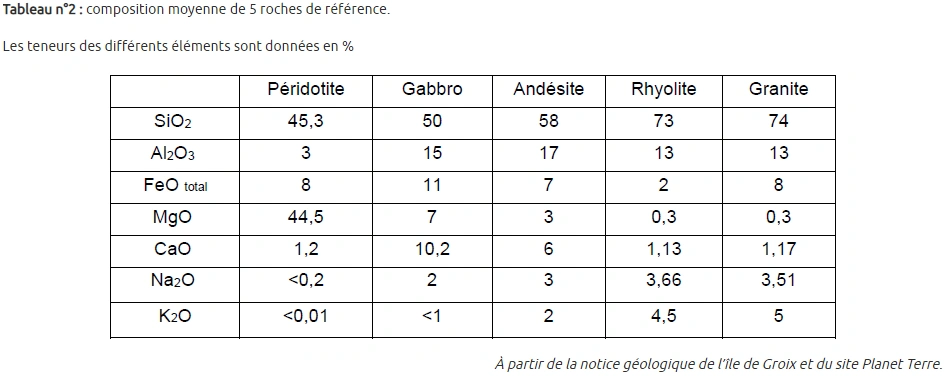 Tableau n°2 : composition moyenne de 5 roches de référence.
Les teneurs des différents éléments sont données en %
Péridotite Gabbro Andésite Rhyolite Granite
SiO2 45,3 50 58 73 74
Al2O3 3 15 17 13 13
FeO total 8 11 7 2 8
MgO 44,5 7 3 0,3 0,3
CaO 1,2 10,2 6 1,13 1,17
Na2O <0,2 2 3 3,66 3,51
K2O <0,01 <1 2 4,5 5
À partir de la notice géologique de l'île de Groix et du site Planet Terre.